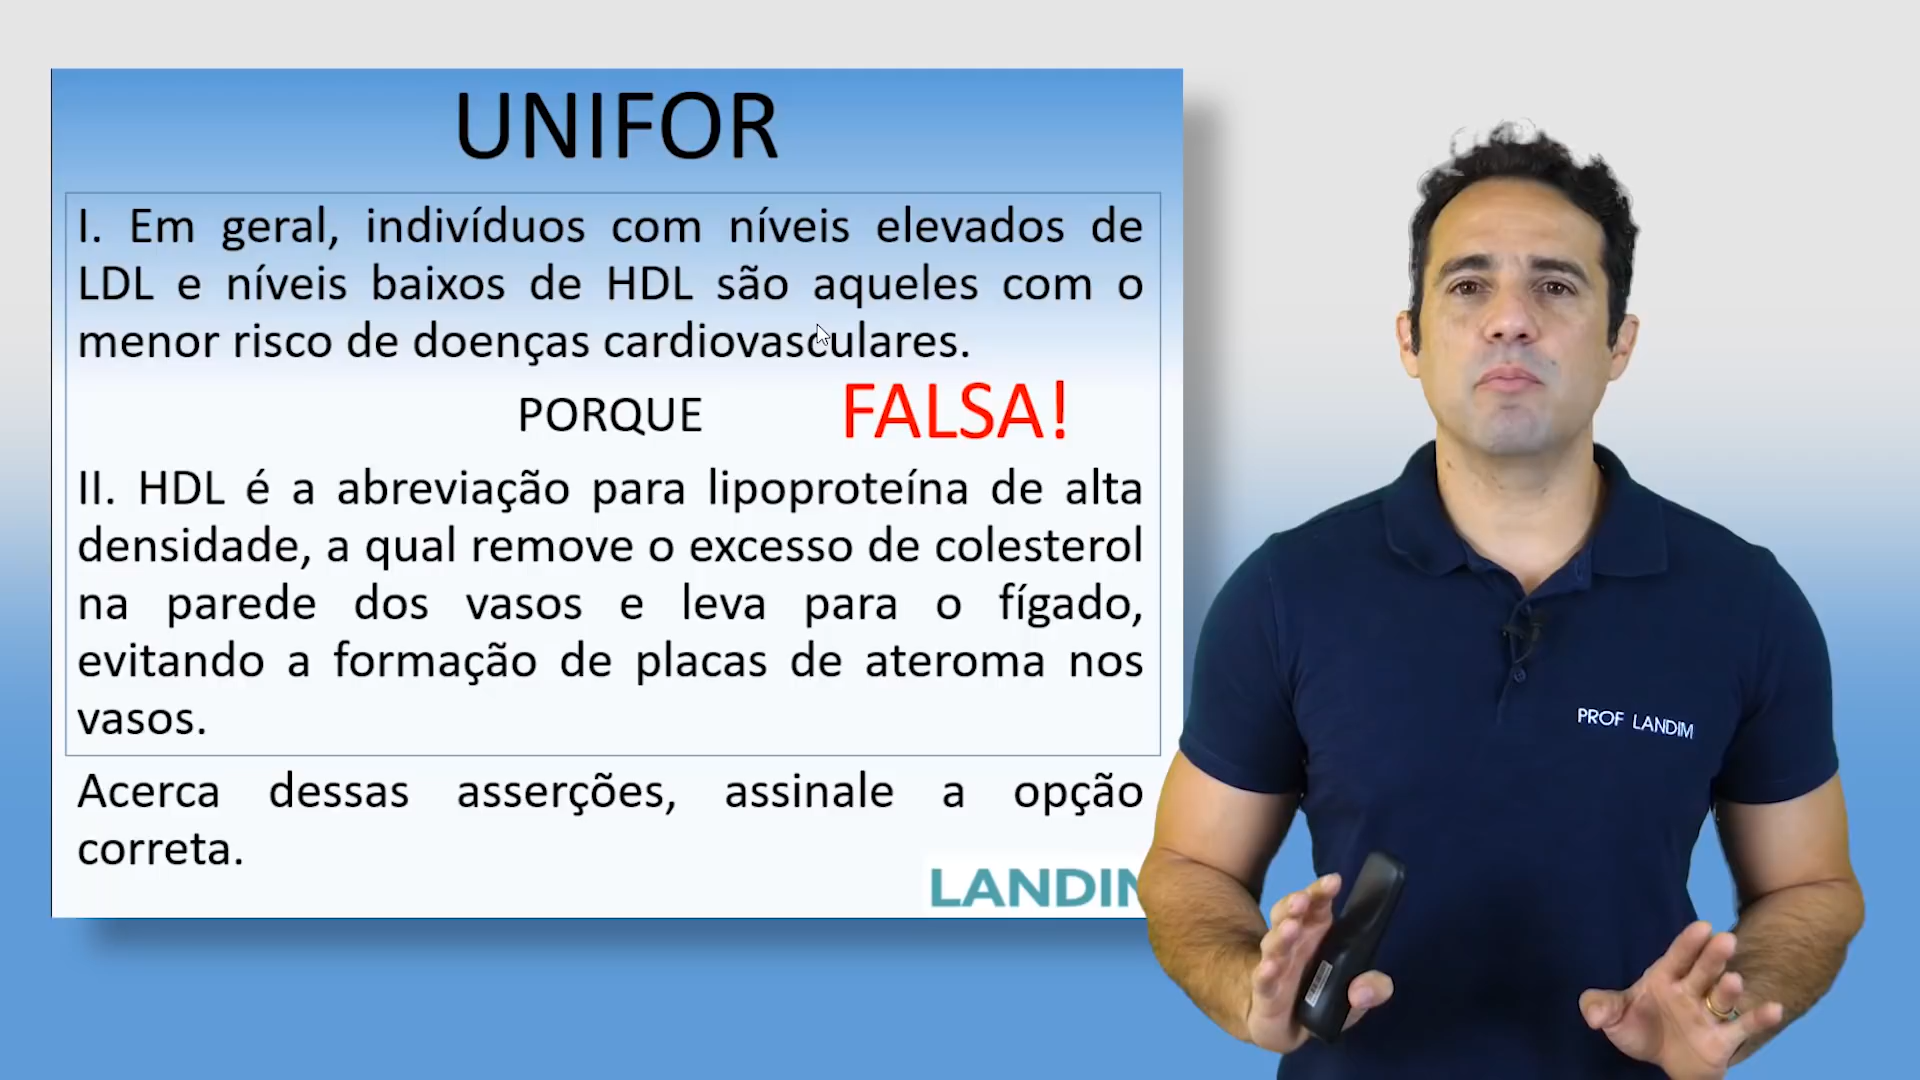 UNIFOR
I. Em geral, indivíduos com níveis elevados de
LDL e níveis baixos de HDL são aqueles com o
menor risco de doenças cardiovasculares.
PORQUE FALSA!
II. HDL é a abreviação para lipoproteína de alta
densidade, a qual remove o excesso de colesterol
na parede dos vasos e leva para o fígado,
evitando a formação de placas de ateroma nos
vasos.
Acerca dessas asserções, assinale a opção
correta.
LANDIM
PROF LANDIM